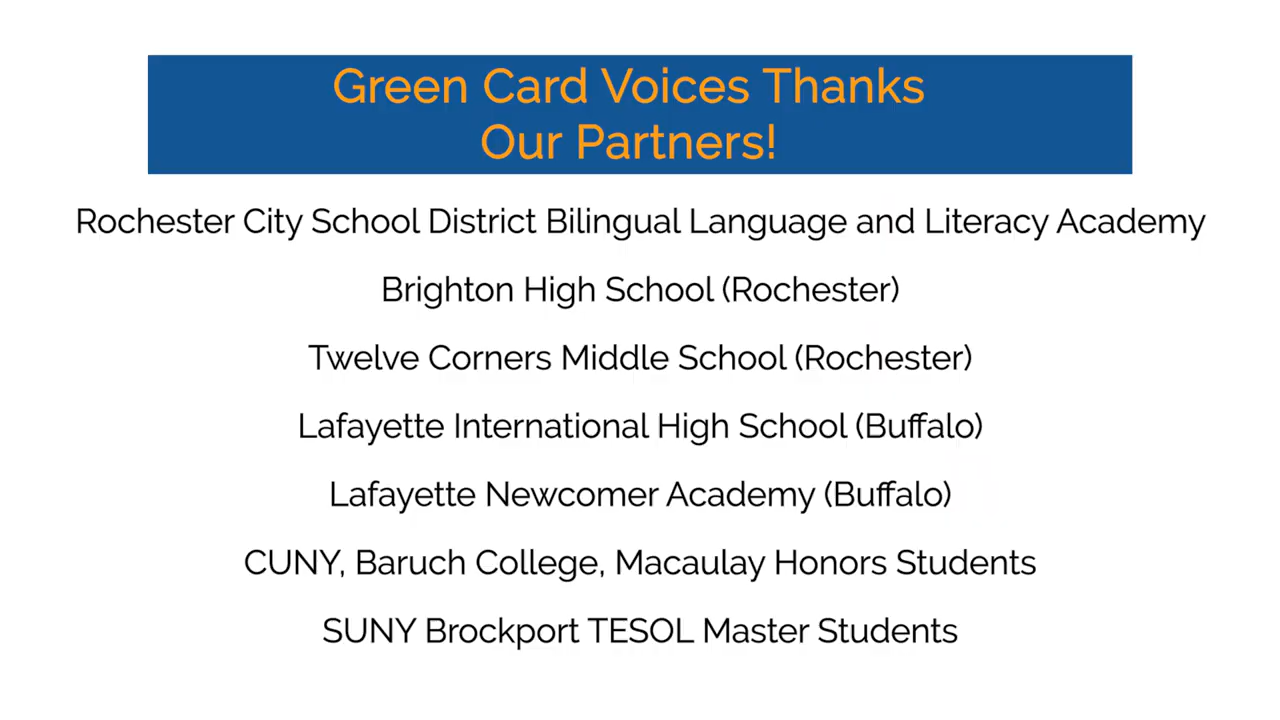 Green Card Voices Thanks
Our Partners!
Rochester City School District Bilingual Language and Literacy Academy
Brighton High School (Rochester)
Twelve Corners Middle School (Rochester)
Lafayette International High School (Buffalo)
Lafayette Newcomer Academy (Buffalo)
CUNY, Baruch College, Macaulay Honors Students
SUNY Brockport TESOL Master Students